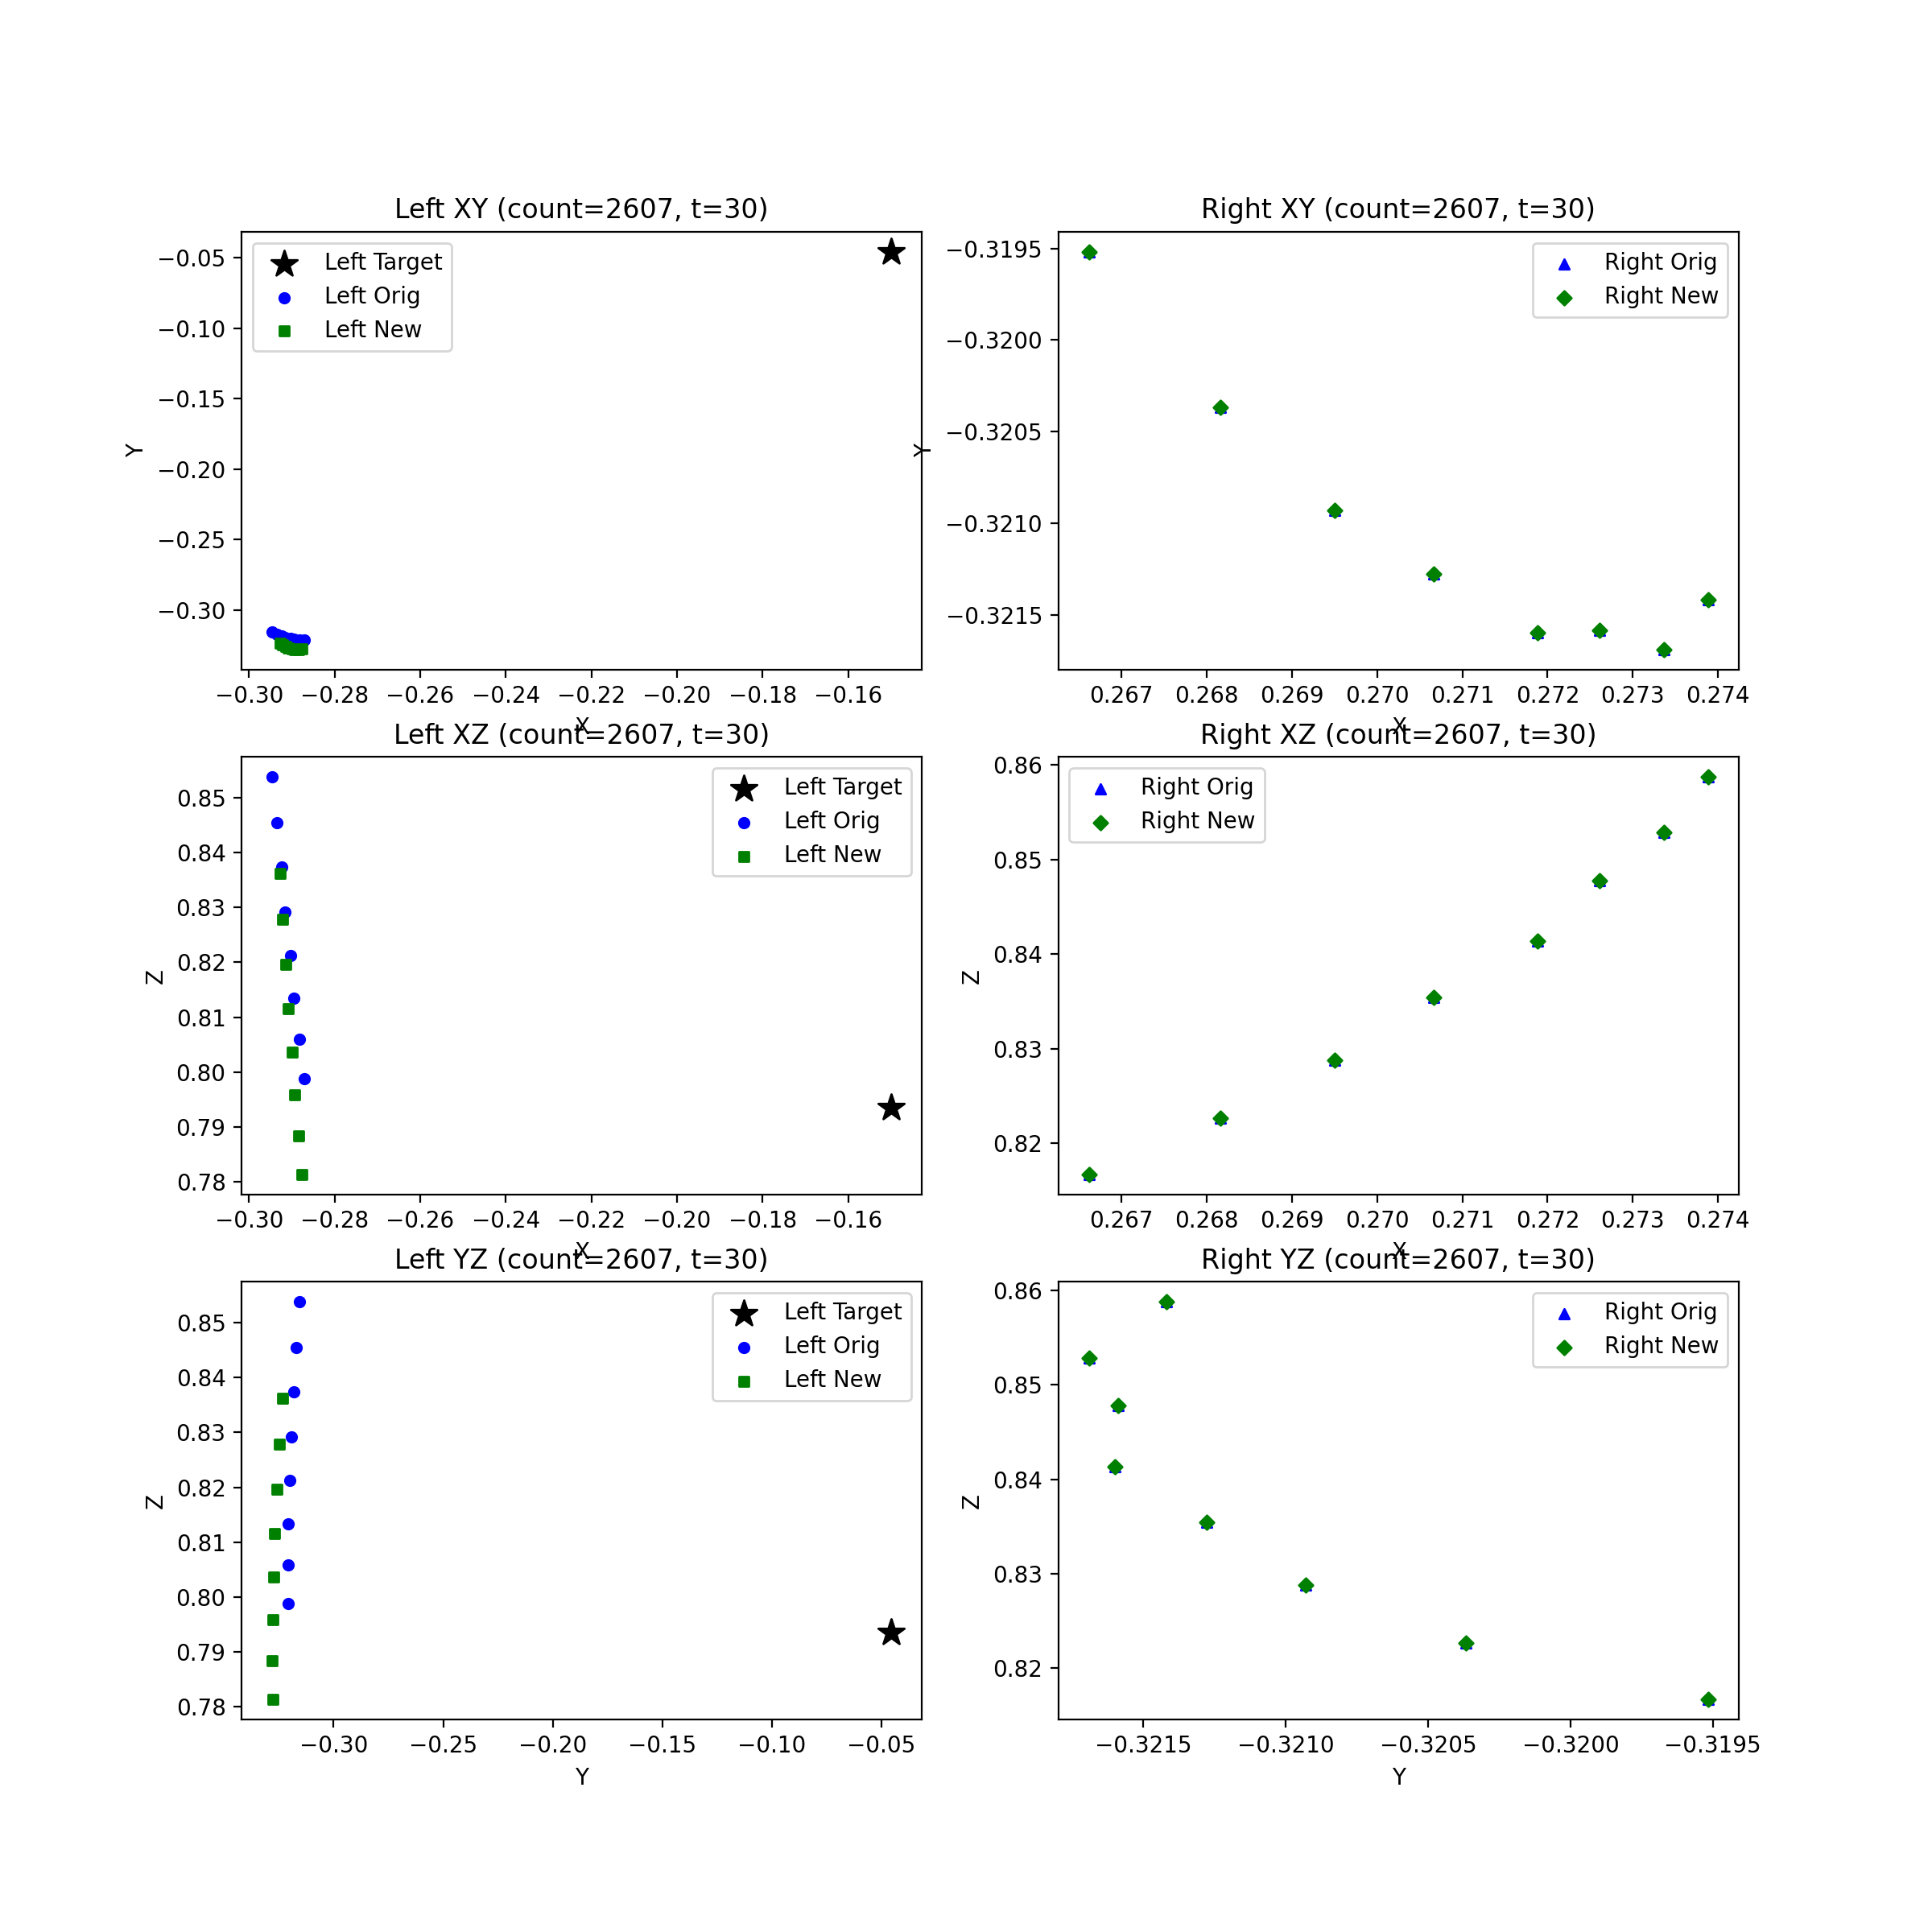 Left XY (count=2607, t=30)
Left Target
Left Orig
Left New
Y
−0.05
−0.10
−0.15
−0.20
−0.25
−0.30
−0.30 −0.28 −0.26 −0.24 −0.22 −0.20 −0.18 −0.16
X
Right XY (count=2607, t=30)
Right Orig
Right New
Y
−0.3195
−0.3200
−0.3205
−0.3210
−0.3215
0.267 0.268 0.269 0.270 0.271 0.272 0.273 0.274
X
Left XZ (count=2607, t=30)
Left Target
Left Orig
Left New
Z
0.85
0.84
0.83
0.82
0.81
0.80
0.79
0.78
−0.30 −0.28 −0.26 −0.24 −0.22 −0.20 −0.18 −0.16
X
Right XZ (count=2607, t=30)
Right Orig
Right New
Z
0.86
0.85
0.84
0.83
0.82
0.267 0.268 0.269 0.270 0.271 0.272 0.273 0.274
X
Left YZ (count=2607, t=30)
Left Target
Left Orig
Left New
Z
0.85
0.84
0.83
0.82
0.81
0.80
0.79
0.78
−0.30 −0.25 −0.20 −0.15 −0.10 −0.05
Y
Right YZ (count=2607, t=30)
Right Orig
Right New
Z
0.86
0.85
0.84
0.83
0.82
−0.3215 −0.3210 −0.3205 −0.3200 −0.3195
Y